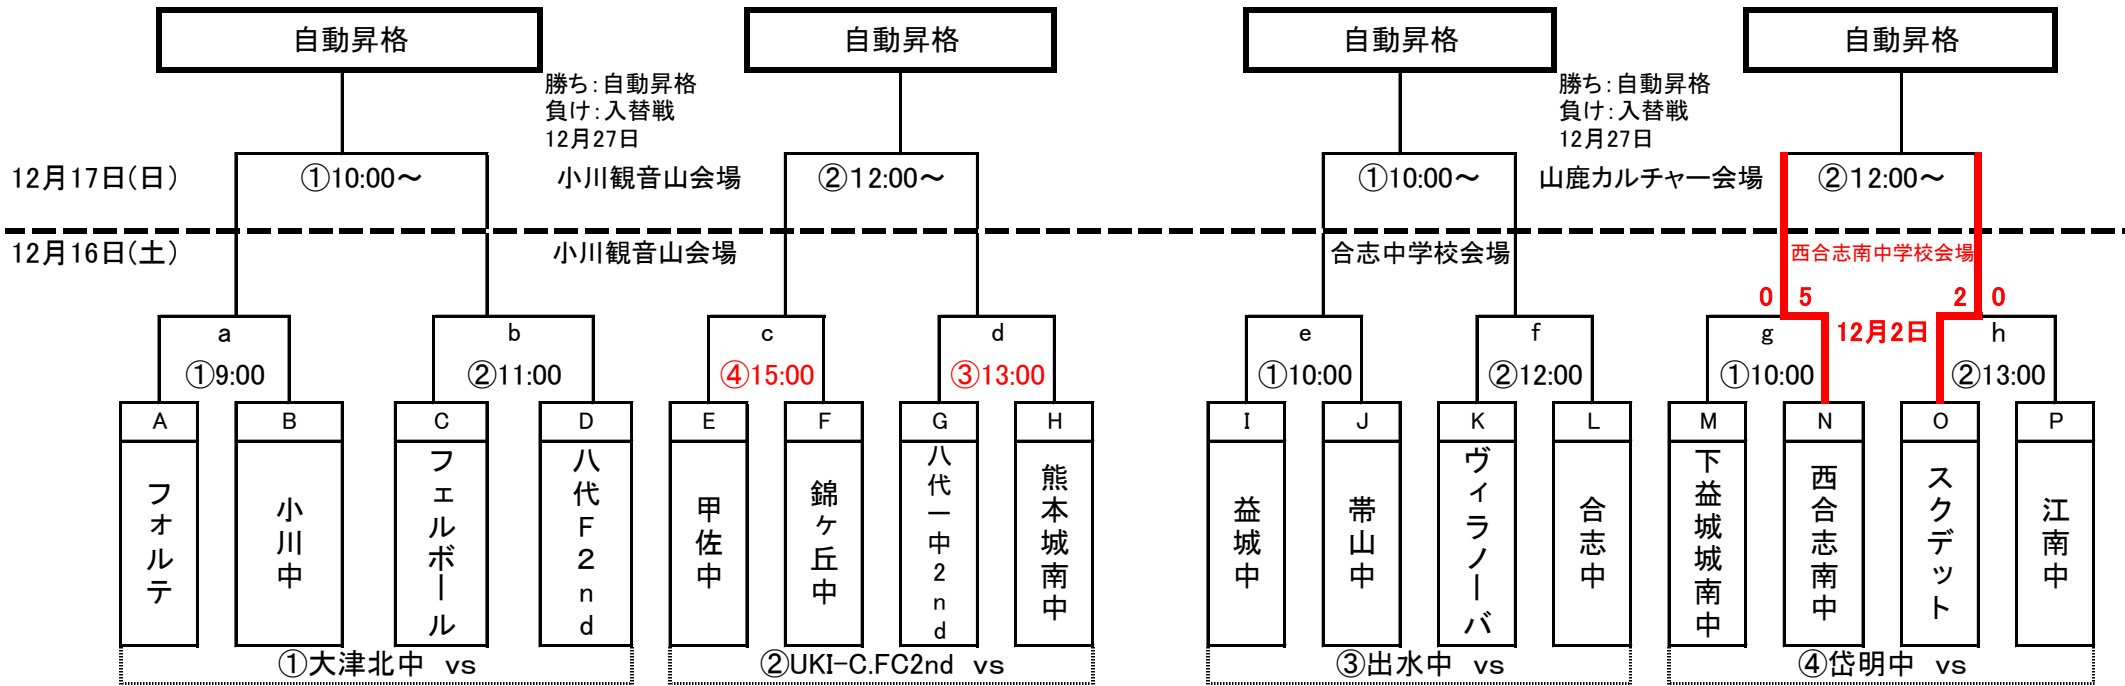 自動昇格 自動昇格 自動昇格 自動昇格
勝ち：自動昇格
負け：入替戦
12月27日
勝ち：自動昇格
負け：入替戦
12月27日
12月17日(日) ①10:00～ 小川観音山会場 ②12:00～ ①10:00～ 山鹿カルチャー会場 ②12:00～
12月16日(土) 小川観音山会場 合志中学校会場 西合志南中学校会場
0 5 2 0
a b c d e f g 12月2日 h
①9:00 ②11:00 ④15:00 ③13:00 ①10:00 ②12:00 ①10:00 ②13:00
A B C D E F G H I J K L M N O P
フォルテ
小川中
フェルボール
八代F2nd
甲佐中
錦ヶ丘中
八代一中2nd
熊本城南中
益城中
帯山中
ヴィラノーバ
合志中
下益城城南中
西合志南中
スクデット
江南中
①大津北中 vs ②UKI-C.FC2nd vs ③出水中 vs ④岱明中 vs